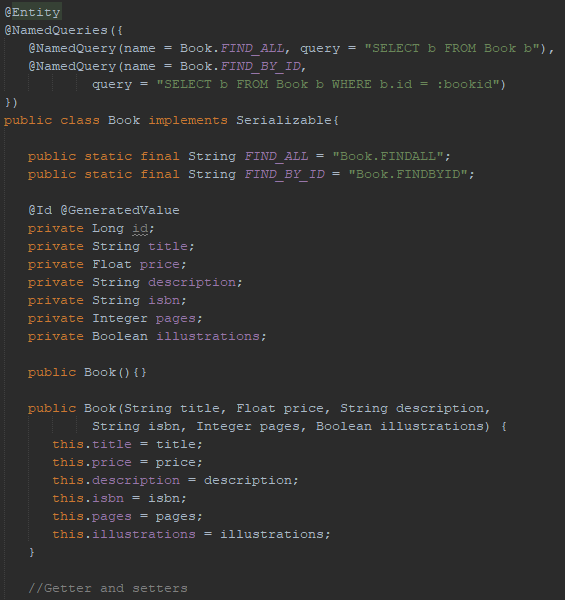 @Entity
@NamedQueries({
@NamedQuery(name = Book.FIND_ALL, query = "SELECT b FROM Book b"),
@NamedQuery(name = Book.FIND_BY_ID,
query = "SELECT b FROM Book b WHERE b.id = :bookid")
})
public class Book implements Serializable{
public static final String FIND_ALL = "Book.FINDALL";
public static final String FIND_BY_ID = "Book.FINDBYID";
@Id @GeneratedValue
private Long id;
private String title;
private Float price;
private String description;
private String isbn;
private Integer pages;
private Boolean illustrations;
public Book(){}
public Book(String title, Float price, String description,
String isbn, Integer pages, Boolean illustrations) {
this.title = title;
this.price = price;
this.description = description;
this.isbn = isbn;
this.pages = pages;
this.illustrations = illustrations;
}
//Getter and setters